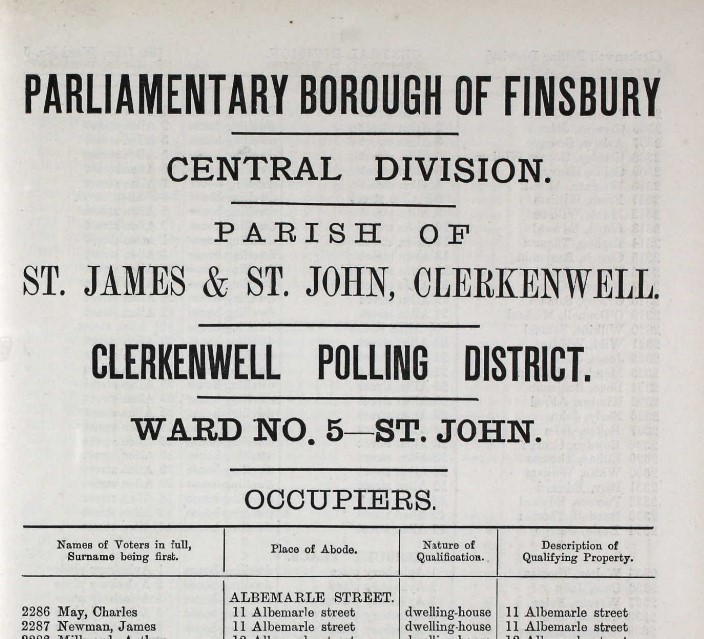 PARLIAMENTARY BOROUGH OF FINSBURY
CENTRAL DIVISION.
PARISH OF
ST. JAMES & ST. JOHN, CLERKENWELL.
CLERKENWELL POLLING DISTRICT.
WARD NO. 5—ST. JOHN.
OCCUPIERS.
Names of Voters in full, Surname being first. Place of Abode. Nature of Qualification. Description of Qualifying Property.
ALBEMARLE STREET.
2286 May, Charles 11 Albemarle street dwelling-house 11 Albemarle street
2287 Newman, James 11 Albemarle street dwelling-house 11 Albemarle street